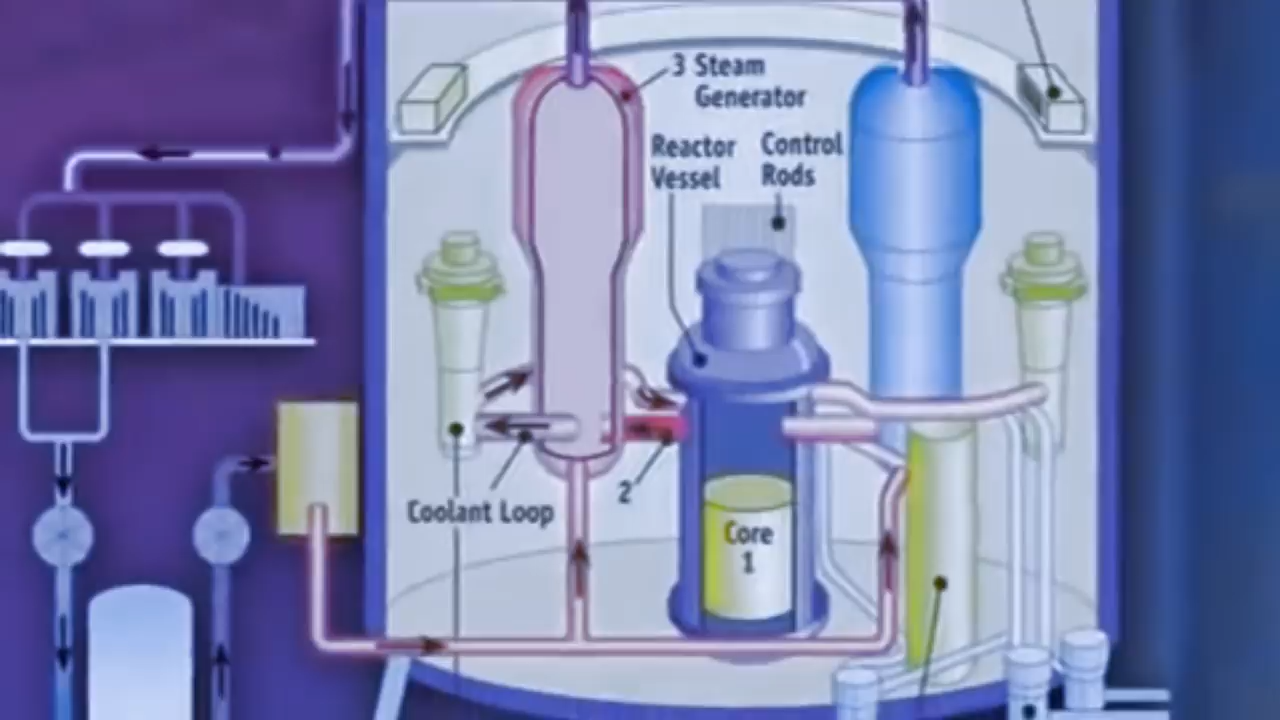 3 Steam
Generator
Reactor
Vessel
Control
Rods
Coolant Loop
2
Core
1